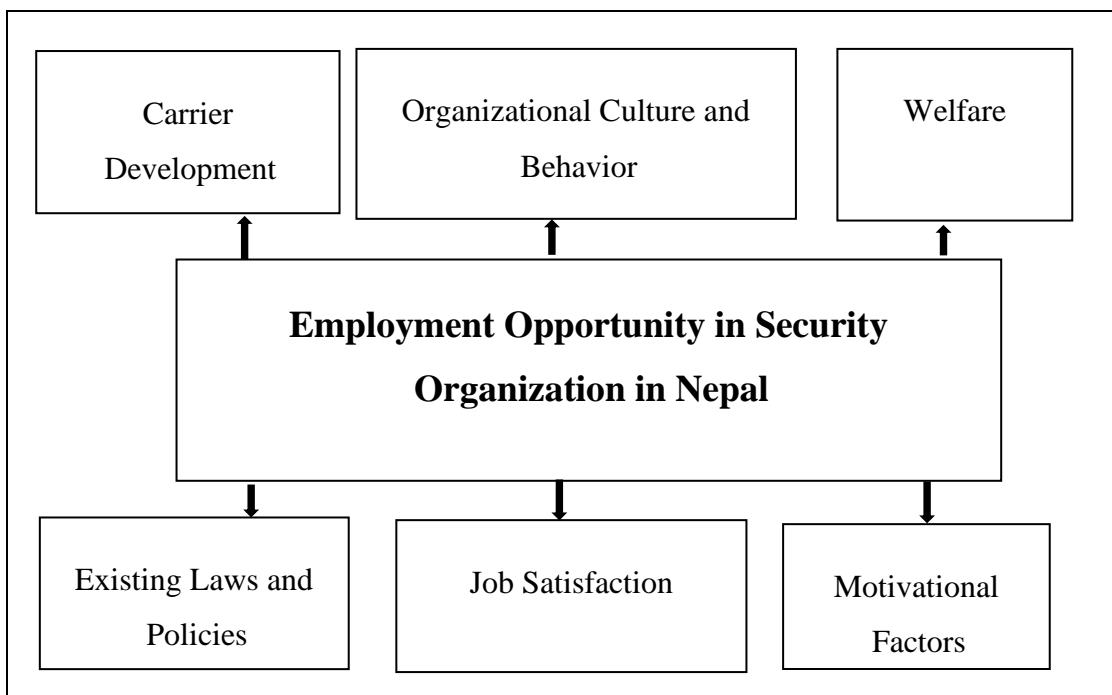 Carrier
Development
Organizational Culture and
Behavior
Welfare
Employment Opportunity in Security
Organization in Nepal
Existing Laws and
Policies
Job Satisfaction
Motivational
Factors